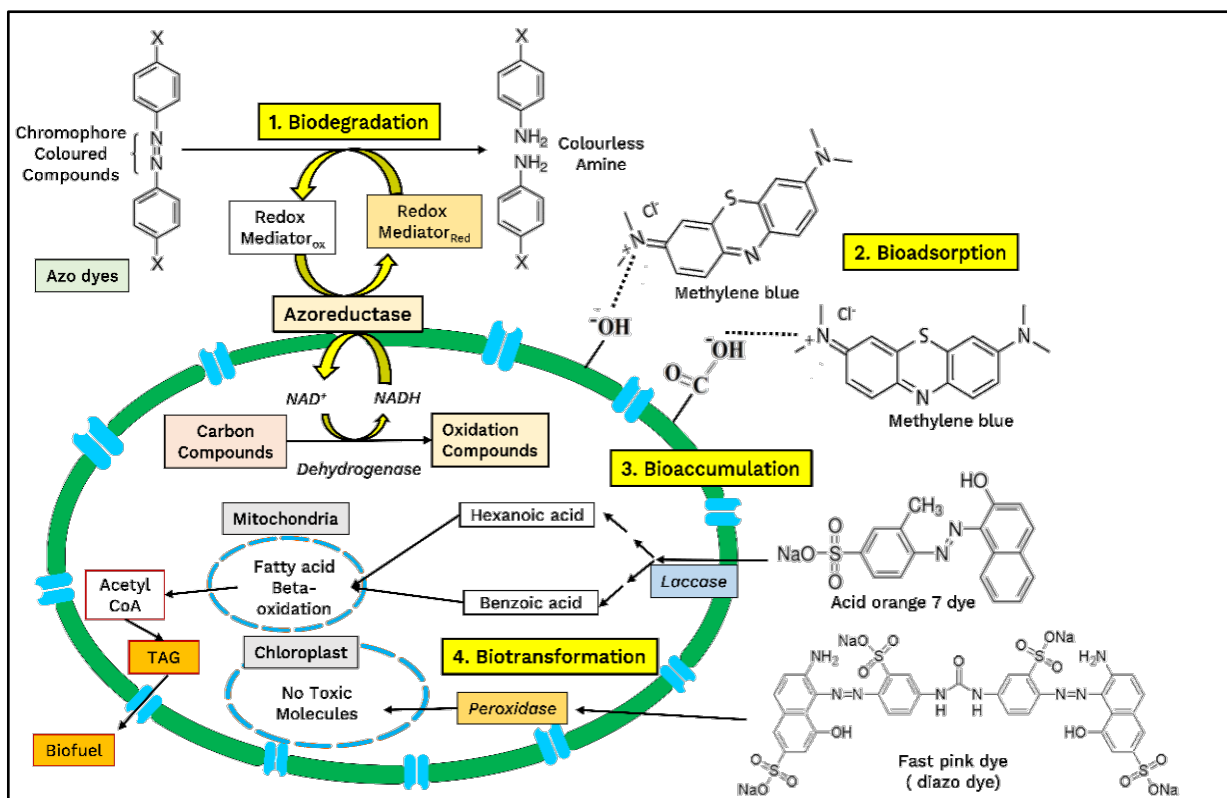 X
1. Biodegradation
Chromophore
Coloured
Compounds
N
N
NH2
NH2
Colourless
Amine
X
X
X
Redox
Mediatorox
Redox
MediatorRed
Azo dyes
Azoreductase
N
S
N
Cl-
N
+
Methylene blue
2. Bioadsorption
-OH
-OH
O
C
Cl-
N
+
S
N
N
Methylene blue
NAD+
NADH
Carbon
Compounds
Dehydrogenase
Oxidation
Compounds
3. Bioaccumulation
Mitochondria
Fatty acid
Beta-
oxidation
Hexanoic acid
Benzoic acid
Laccase
HO
CH3
N
N
O
NaO
S
O
Acid orange 7 dye
Acetyl
CoA
TAG
Biofuel
Chloroplast
No Toxic
Molecules
4. Biotransformation
Peroxidase
NaO
S
O
O
ONa
S
O
O
NH2
N
N
O
N
H
N
H
N
N
H2N
OH
HO
O
S
O
NaO
O
S
O
ONa
Fast pink dye
( diazo dye)